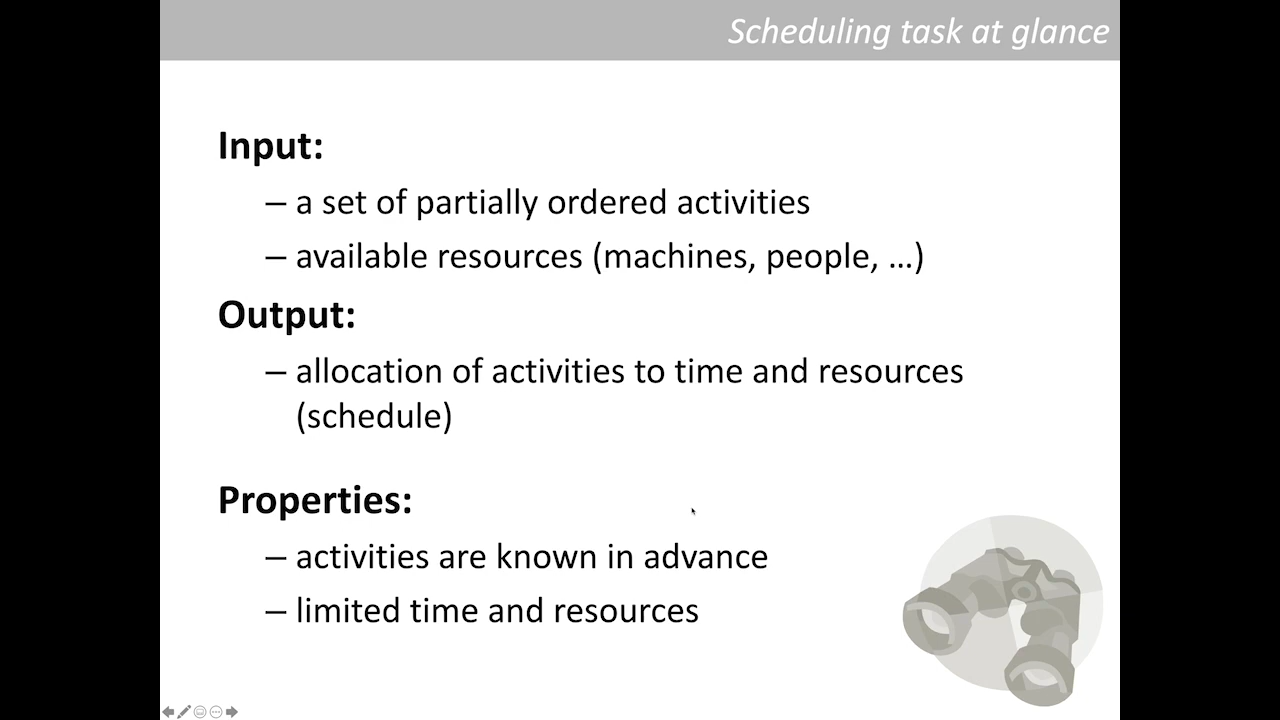 Scheduling task at glance
Input:
– a set of partially ordered activities
– available resources (machines, people, …)
Output:
– allocation of activities to time and resources
(schedule)
Properties:
– activities are known in advance
– limited time and resources